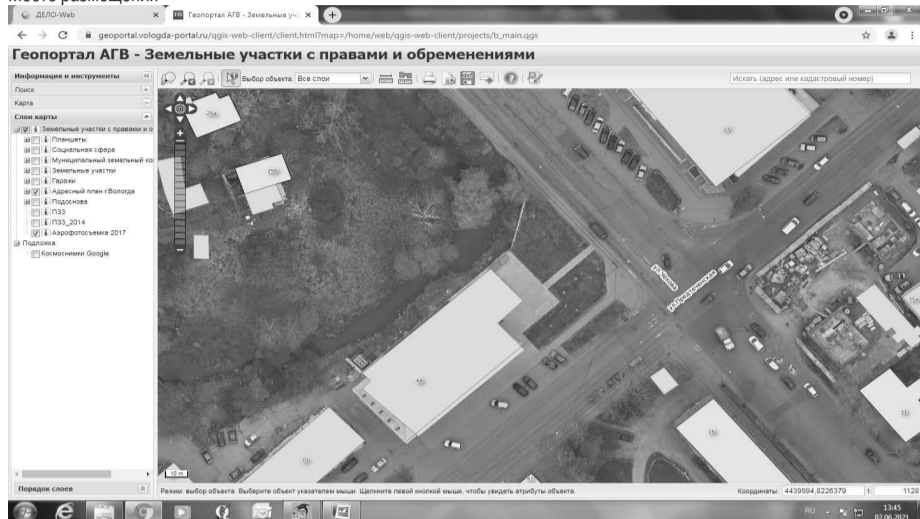 ДЕЛО-Web
Геопортал АГВ - Земельные уч
geoportal.vologda-portal.ru/qgis-web-client/client.html?map=/home/web/qgis-web-client/projects/b_main.qgs
Геопортал АГВ - Земельные участки с правами и обременениями
Информация и инструменты
Выбор объекта: Все слои
Искать (адрес или кадастровый номер)
Поиск
Карта
Слои карты
Земельные участки с правами и о
Планшеты
Социальная сфера
Муниципальный земельный ко
Земельные участки
Гаражи
Адресный план г.Вологда
Подоснова
ПЗЗ
ПЗЗ_2014
Аэрофотосъемка 2017
Подложка
Космоснимки Google
ул.Чехова
ул.Предтеченская
10 m
Порядок слоев
Режим: выбор объекта. Выберите объект указателем мыши. Щелкните левой кнопкой мыши, чтобы увидеть атрибуты объекта.
Координаты: 4439894,8226379
1: 1128
RU
13:45
02.06.2021